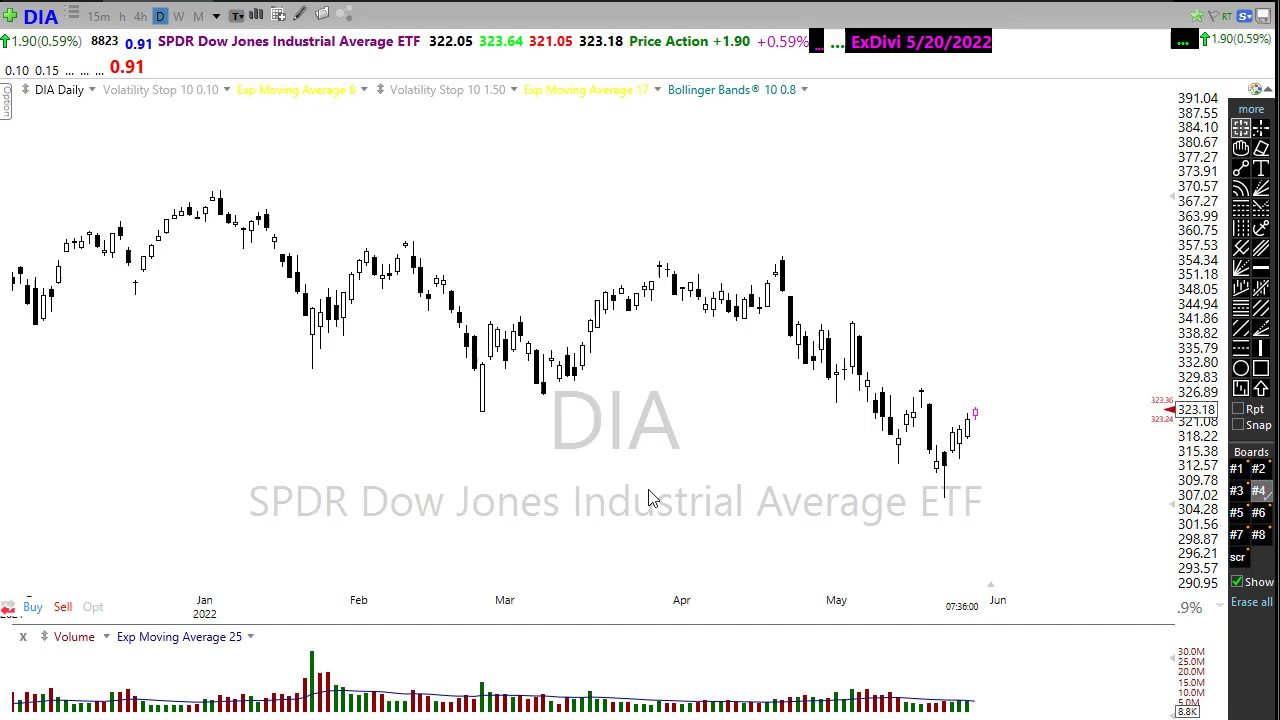 DIA 15m h 4h D W M T RT S
1.90(0.59%) 8823 0.91 SPDR Dow Jones Industrial Average ETF 322.05 323.64 321.05 323.18 Price Action +1.90 +0.59% ... ... ExDivi 5/20/2022 ... 1.90(0.59%)
0.10 0.15 ... ... ... 0.91
Option DIA Daily Volatility Stop 10 0.10 Exp Moving Average 8 Volatility Stop 10 1.50 Exp Moving Average 17 Bollinger Bands® 10 0.8
391.04
387.55
384.10
380.67
377.27
373.91
370.57
367.27
363.99
360.75
357.53
354.34
351.18
348.05
344.94
341.86
338.82
335.79
332.80
329.83
326.89
323.36
323.18
323.24
321.08
318.22
315.38
312.57
309.78
307.02
304.28
301.56
298.87
296.21
293.57
290.95
more
T
Rpt
Snap
Boards
#1 #2
#3 #4
#5 #6
#7 #8
scr
Show
Erase all
DIA
SPDR Dow Jones Industrial Average ETF
Jan Feb Mar Apr May Jun
2022 07:36:00
Buy Sell Opt .9%
X Volume Exp Moving Average 25
30.0M
25.0M
20.0M
15.0M
10.0M
5.0M
8.8K